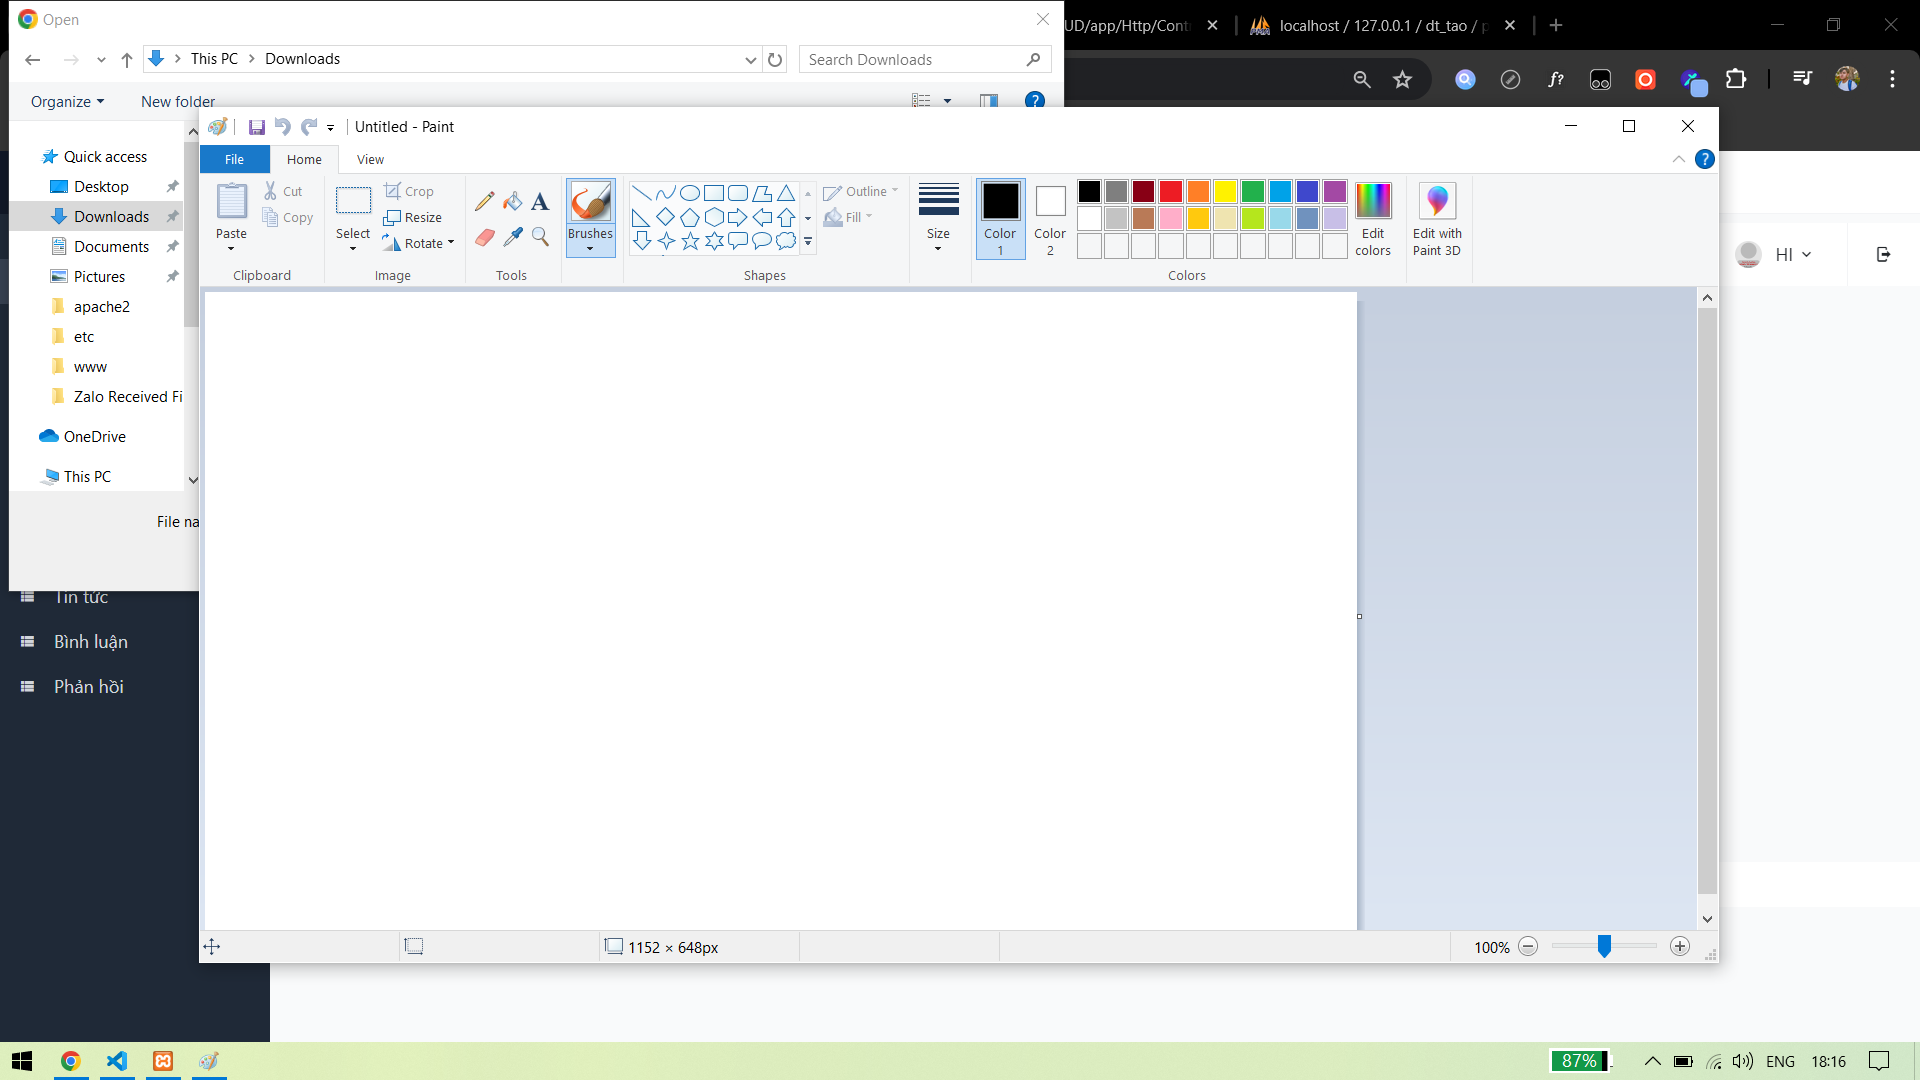 Open
UD/app/Http/Cont
localhost / 127.0.0.1 / dt_tao / p
This PC
Downloads
Search Downloads
Organize
New folder
Untitled - Paint
Quick access
Desktop
Downloads
Documents
Pictures
apache2
etc
www
Zalo Received Fi
OneDrive
This PC
File na
File
Home
View
Paste
Cut
Copy
Clipboard
Select
Crop
Resize
Rotate
Image
A
Tools
Brushes
Shapes
Outline
Fill
Size
Color
1
Color
2
Colors
Edit
colors
Edit with
Paint 3D
HI
Tin tức
Bình luận
Phản hồi
1152 × 648px
100%
87%
ENG
18:16